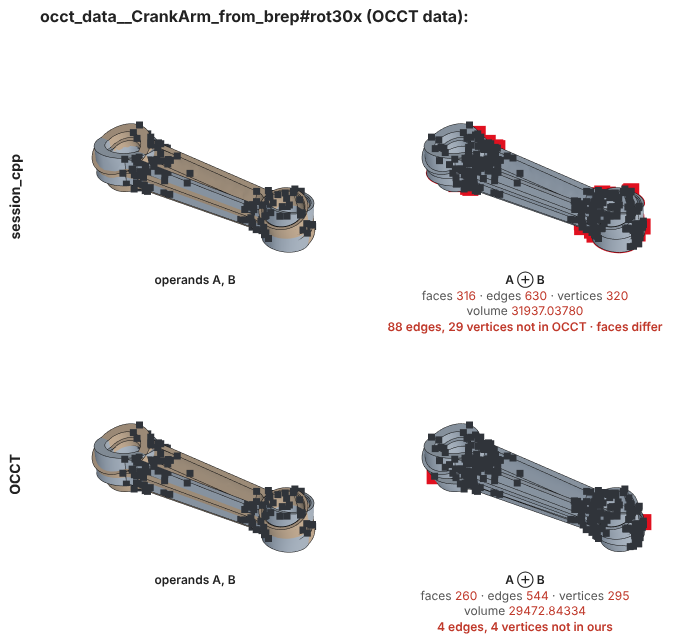 occt_data__CrankArm_from_brep#rot30x (OCCT data):
session_cpp
operands A, B
A ⊕ B
faces 316 · edges 630 · vertices 320
volume 31937.03780
88 edges, 29 vertices not in OCCT · faces differ
OCCT
operands A, B
A ⊕ B
faces 260 · edges 544 · vertices 295
volume 29472.84334
4 edges, 4 vertices not in ours